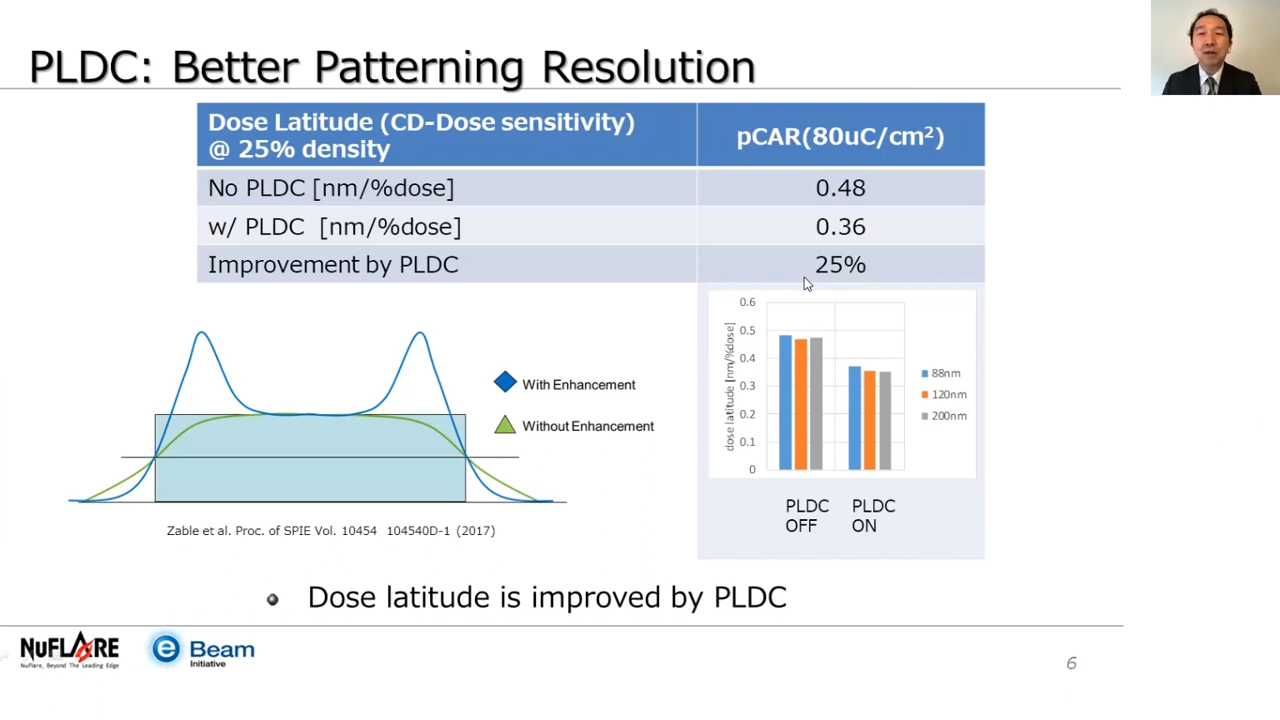 PLDC: Better Patterning Resolution
Dose Latitude (CD-Dose sensitivity)
@ 25% density
pCAR(80uC/cm²)
No PLDC [nm/%dose]
0.48
w/ PLDC [nm/%dose]
0.36
Improvement by PLDC
25%
With Enhancement
Without Enhancement
Zable et al. Proc. of SPIE Vol. 10454 104540D-1 (2017)
dose latitude [nm/%dose]
0.6
0.5
0.4
0.3
0.2
0.1
0
88nm
120nm
200nm
PLDC
OFF
PLDC
ON
Dose latitude is improved by PLDC
NUFLARE
NuFlare, Beyond The Leading Edge
e Beam
Initiative
6